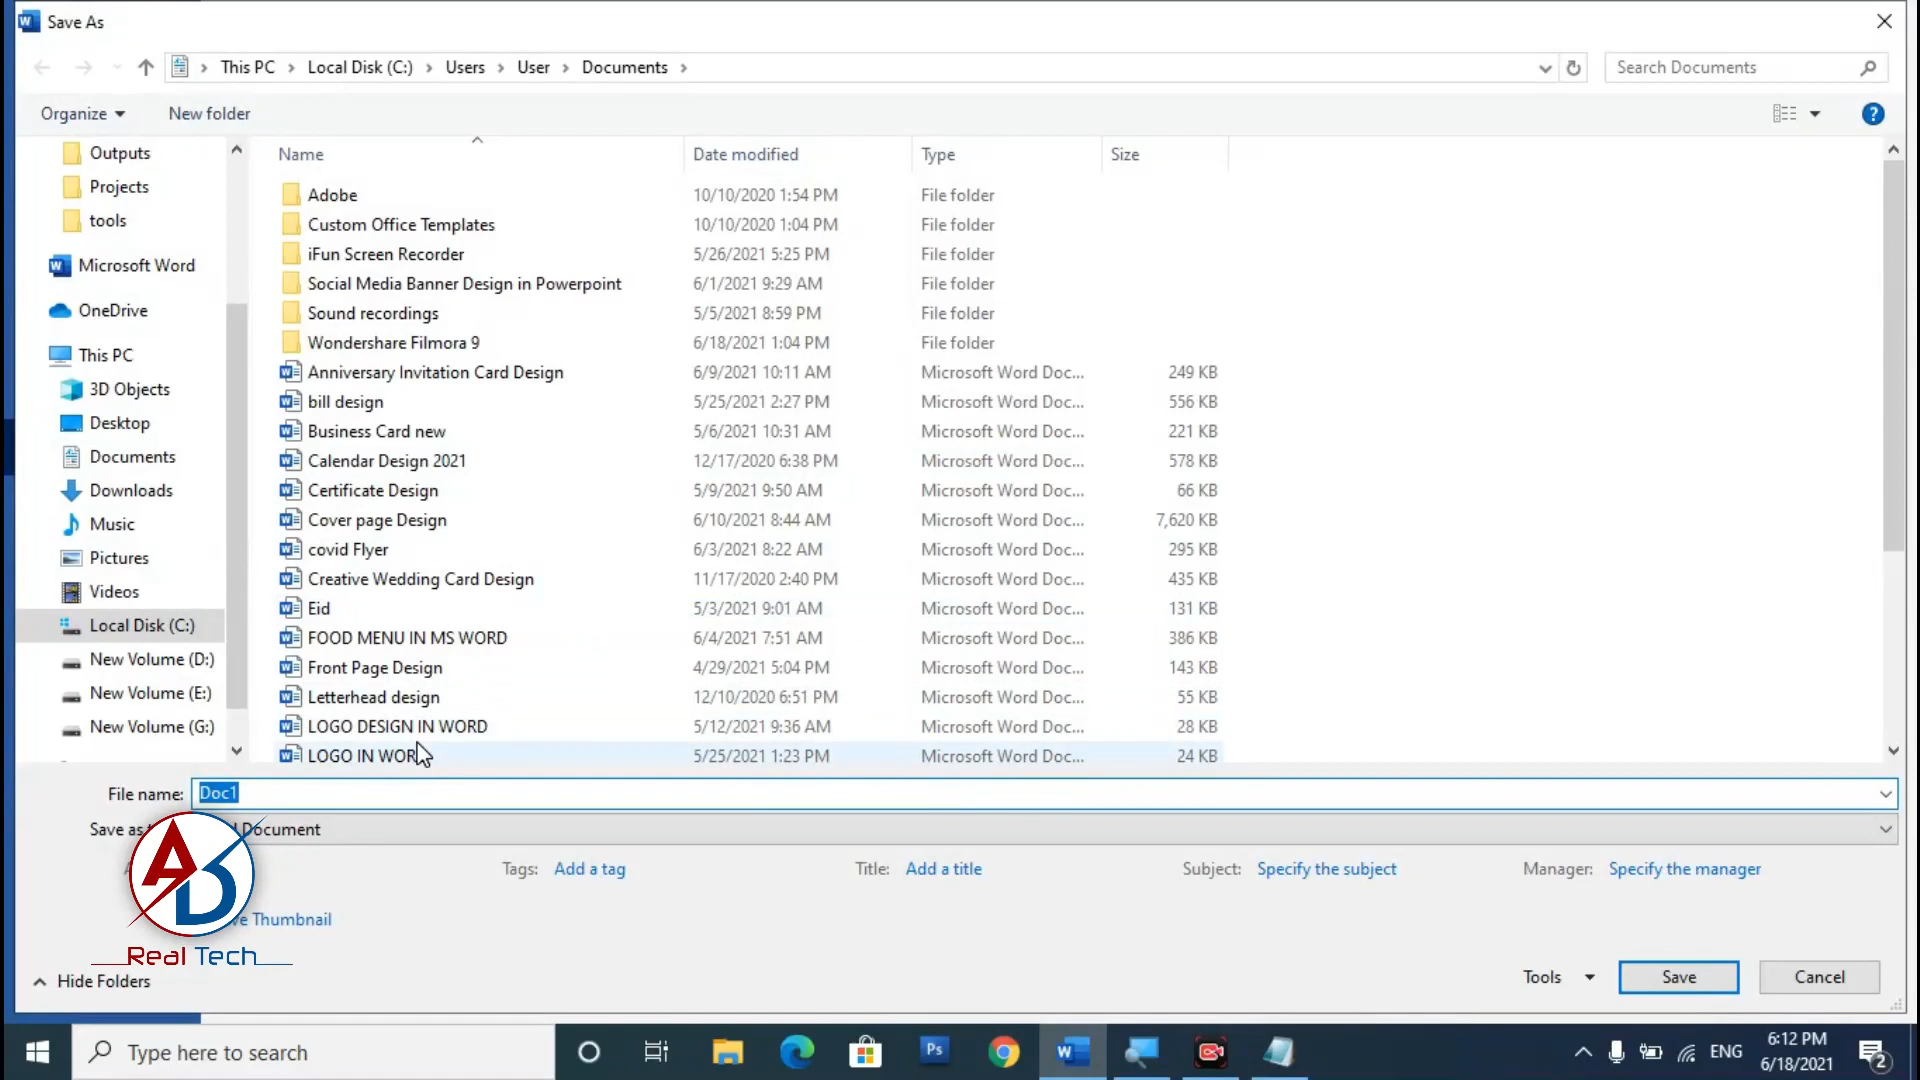 Save As
This PC > Local Disk (C:) > Users > User > Documents >
Search Documents
Organize
New folder
Outputs
Projects
tools
Microsoft Word
OneDrive
This PC
3D Objects
Desktop
Documents
Downloads
Music
Pictures
Videos
Local Disk (C:)
New Volume (D:)
New Volume (E:)
New Volume (G:)
Name Date modified Type Size
Adobe 10/10/2020 1:54 PM File folder
Custom Office Templates 10/10/2020 1:04 PM File folder
iFun Screen Recorder 5/26/2021 5:25 PM File folder
Social Media Banner Design in Powerpoint 6/1/2021 9:29 AM File folder
Sound recordings 5/5/2021 8:59 PM File folder
Wondershare Filmora 9 6/18/2021 1:04 PM File folder
Anniversary Invitation Card Design 6/9/2021 10:11 AM Microsoft Word Doc... 249 KB
bill design 5/25/2021 2:27 PM Microsoft Word Doc... 556 KB
Business Card new 5/6/2021 10:31 AM Microsoft Word Doc... 221 KB
Calendar Design 2021 12/17/2020 6:38 PM Microsoft Word Doc... 578 KB
Certificate Design 5/9/2021 9:50 AM Microsoft Word Doc... 66 KB
Cover page Design 6/10/2021 8:44 AM Microsoft Word Doc... 7,620 KB
covid Flyer 6/3/2021 8:22 AM Microsoft Word Doc... 295 KB
Creative Wedding Card Design 11/17/2020 2:40 PM Microsoft Word Doc... 435 KB
Eid 5/3/2021 9:01 AM Microsoft Word Doc... 131 KB
FOOD MENU IN MS WORD 6/4/2021 7:51 AM Microsoft Word Doc... 386 KB
Front Page Design 4/29/2021 5:04 PM Microsoft Word Doc... 143 KB
Letterhead design 12/10/2020 6:51 PM Microsoft Word Doc... 55 KB
LOGO DESIGN IN WORD 5/12/2021 9:36 AM Microsoft Word Doc... 28 KB
LOGO IN WOR 5/25/2021 1:23 PM Microsoft Word Doc... 24 KB
File name: Doc1
Save as Document
Tags: Add a tag Title: Add a title Subject: Specify the subject Manager: Specify the manager
Thumbnail
Real Tech
Hide Folders
Tools Save Cancel
Type here to search
Ps
ENG
6:12 PM
6/18/2021
2